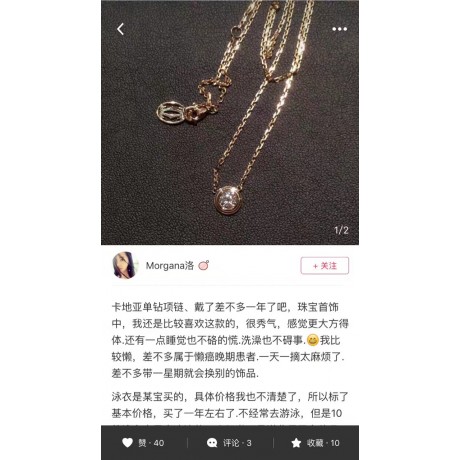 1/2
Morgana洛
+ 关注
卡地亚单钻项链、戴了差不多一年了吧，珠宝首饰
中，我还是比较喜欢这款的，很秀气，感觉更大方得
体.还有一点睡觉也不硌的慌.洗澡也不碍事.😄我比
较懒，差不多属于懒癌晚期患者.一天一摘太麻烦了.
差不多带一星期就会换别的饰品.
泳衣是某宝买的，具体价格我也不清楚了，所以标了
基本价格，买了一年左右了.不经常去游泳，但是10
赞 · 40
评论 · 3
收藏 · 10